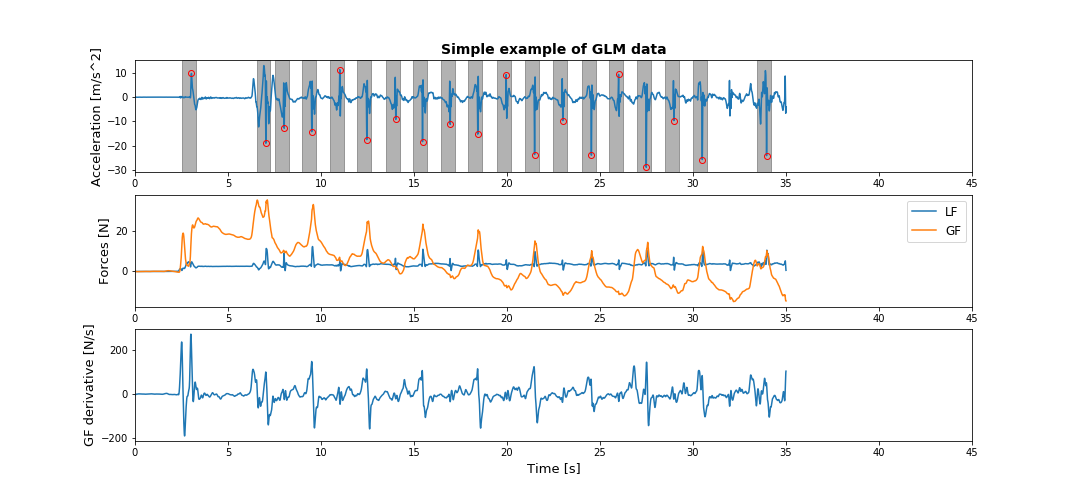 Simple example of GLM data
Acceleration [m/s^2]
10
0
−10
−20
−30
0 5 10 15 20 25 30 35 40 45
Forces [N]
20
0
LF
GF
0 5 10 15 20 25 30 35 40 45
GF derivative [N/s]
200
0
−200
0 5 10 15 20 25 30 35 40 45
Time [s]